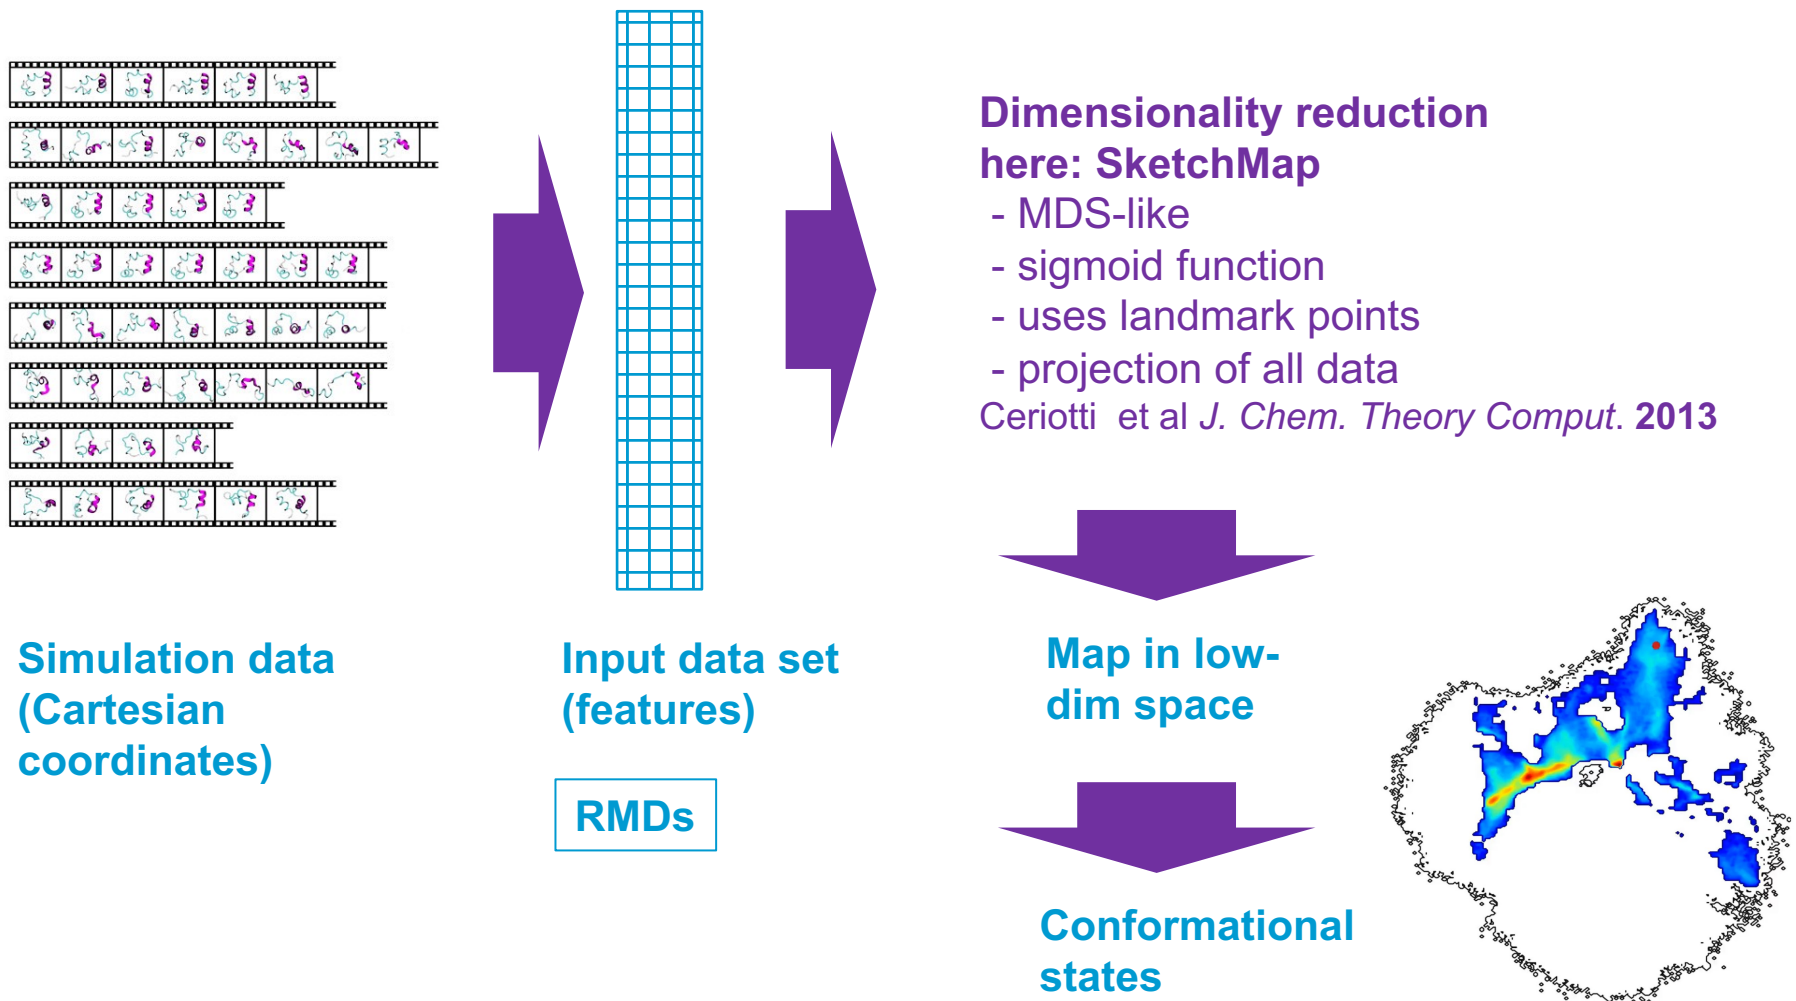 Dimensionality reduction
here: SketchMap
- MDS-like
- sigmoid function
- uses landmark points
- projection of all data
Ceriotti et al J. Chem. Theory Comput. 2013
Simulation data
(Cartesian
coordinates)
Input data set
(features)
RMDs
Map in low-
dim space
Conformational
states